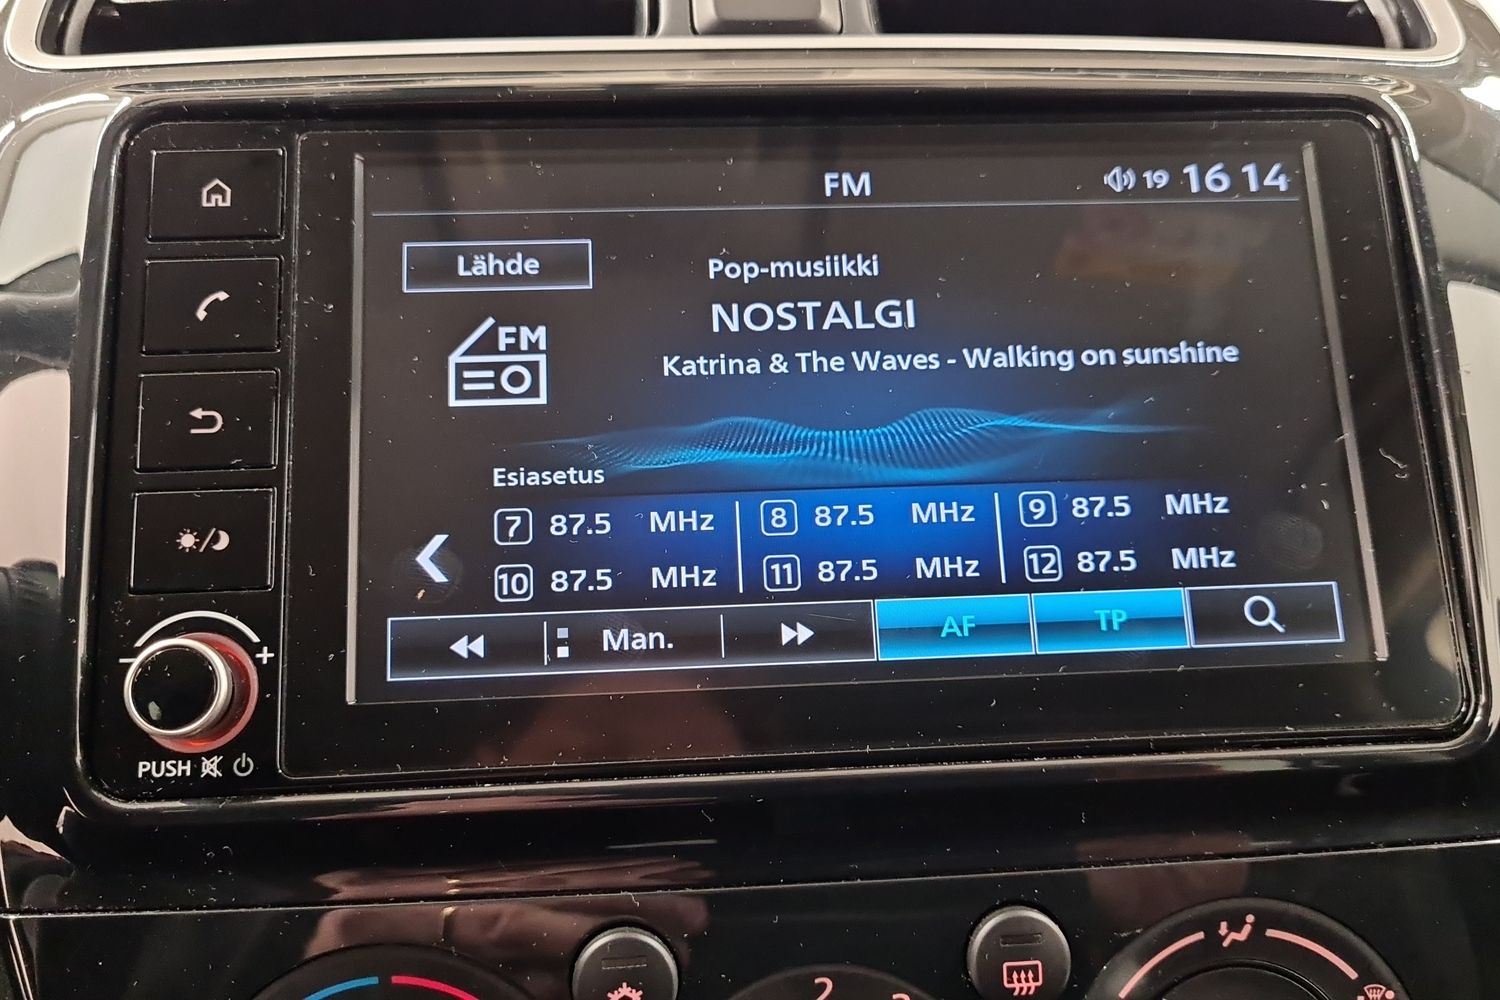 FM
19 16 14
Lähde
Pop-musiikki
NOSTALGI
FM
Katrina & The Waves - Walking on sunshine
Esiasetus
7 87.5 MHz 8 87.5 MHz 9 87.5 MHz
10 87.5 MHz 11 87.5 MHz 12 87.5 MHz
Man. AF TP
- +
PUSH
2